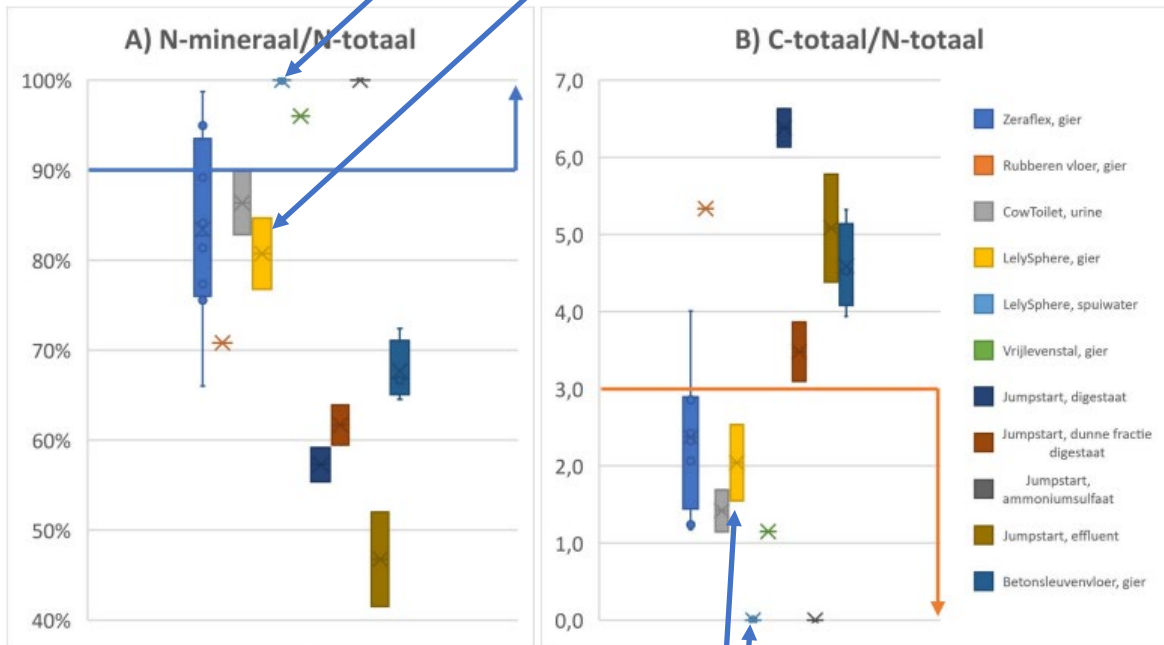 A) N-mineraal/N-totaal
100%
90%
80%
70%
60%
50%
40%
B) C-totaal/N-totaal
7,0
6,0
5,0
4,0
3,0
2,0
1,0
0,0
Zeraflex, gier
Rubberen vloer, gier
CowToilet, urine
LelySphere, gier
LelySphere, spuiwater
Vrijlevenstal, gier
Jumpstart, digestaat
Jumpstart, dunne fractie
digestaat
Jumpstart,
ammoniumsulfaat
Jumpstart, effluent
Betonsleuvenvloer, gier